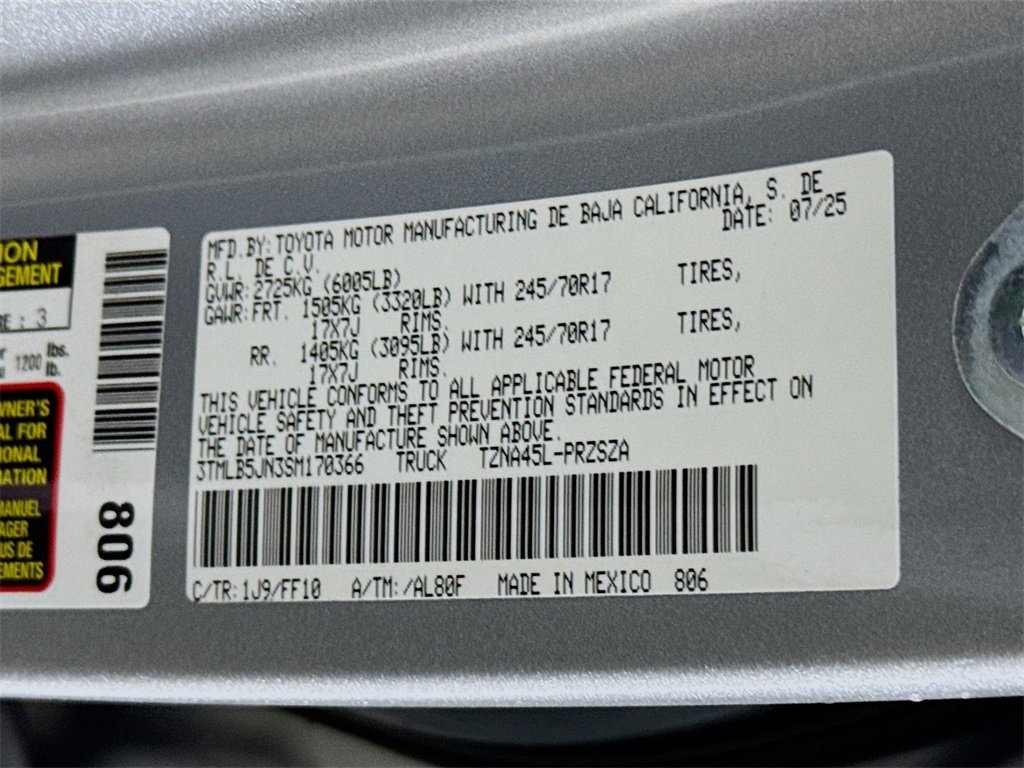 ION
GEMENT
RE : 3
1200 lbs.
lb.
WNER'S
AL FOR
IONAL
MATION
MANUEL
AGER
US DE
EMENTS
806
MFD.BY:TOYOTA MOTOR MANUFACTURING DE BAJA CALIFORNIA, S. DE
R.L. DE C.V. DATE: 07/25
GVWR:2725KG (6005LB)
GAWR:FRT. 1505KG (3320LB) WITH 245/70R17 TIRES,
17X7J RIMS.
RR. 1405KG (3095LB) WITH 245/70R17 TIRES,
17X7J RIMS.
THIS VEHICLE CONFORMS TO ALL APPLICABLE FEDERAL MOTOR
VEHICLE SAFETY AND THEFT PREVENTION STANDARDS IN EFFECT ON
THE DATE OF MANUFACTURE SHOWN ABOVE.
3TMLB5JN3SM170366 TRUCK TZNA45L-PRZSZA
C/TR:1J9/FF10 A/TM:/AL80F MADE IN MEXICO 806